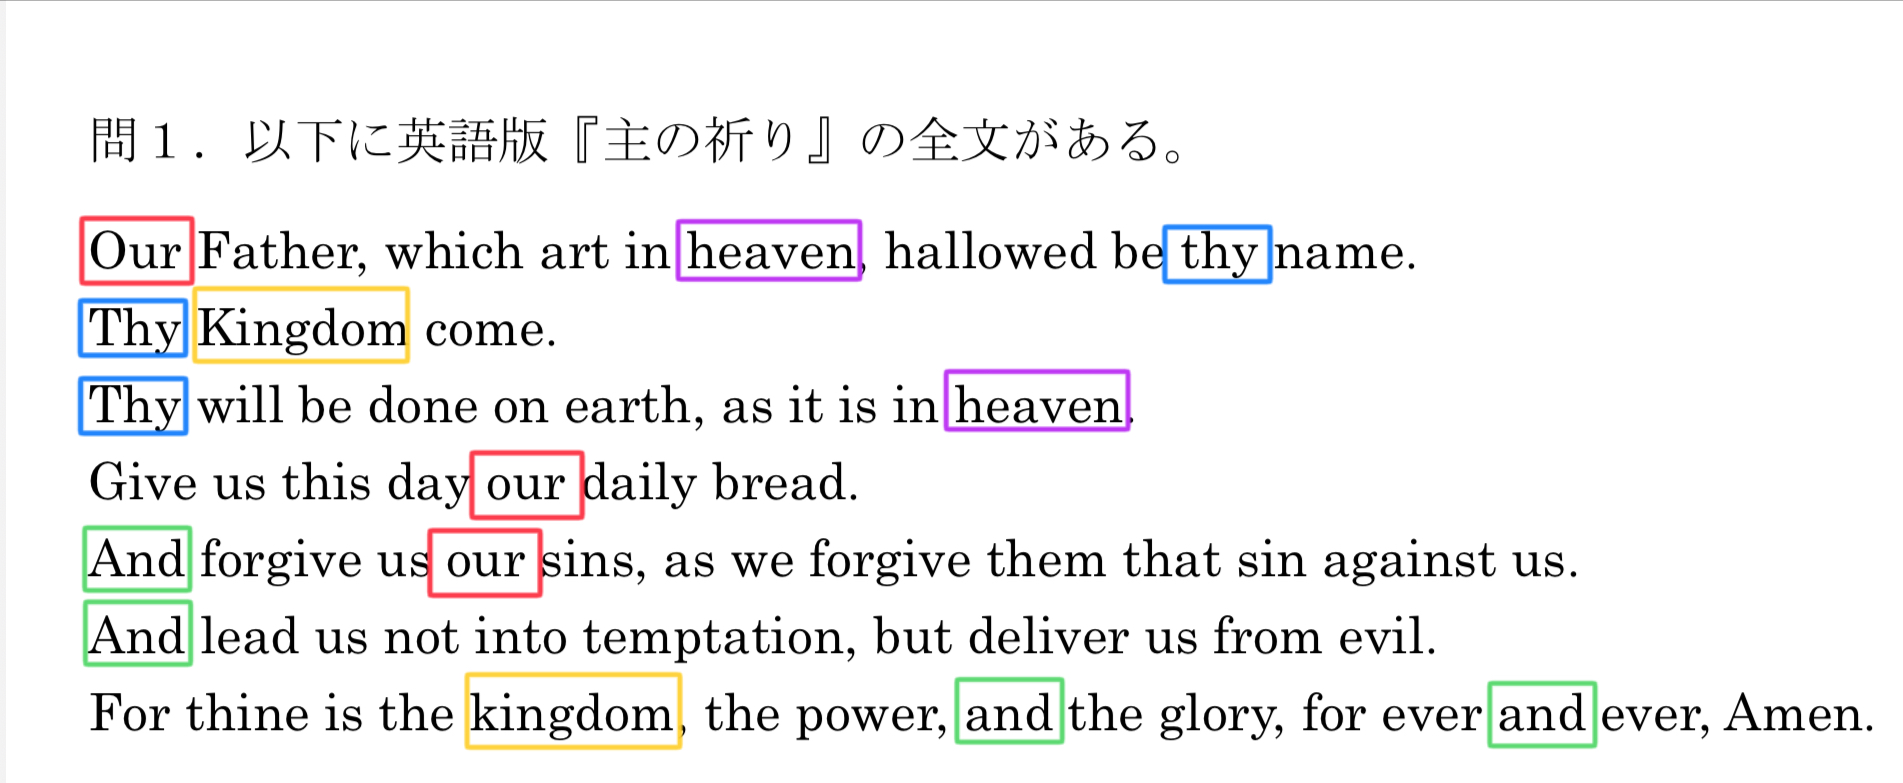 問１．以下に英語版『主の祈り』の全文がある。
Our Father, which art in heaven, hallowed be thy name.
Thy Kingdom come.
Thy will be done on earth, as it is in heaven.
Give us this day our daily bread.
And forgive us our sins, as we forgive them that sin against us.
And lead us not into temptation, but deliver us from evil.
For thine is the kingdom, the power, and the glory, for ever and ever, Amen.